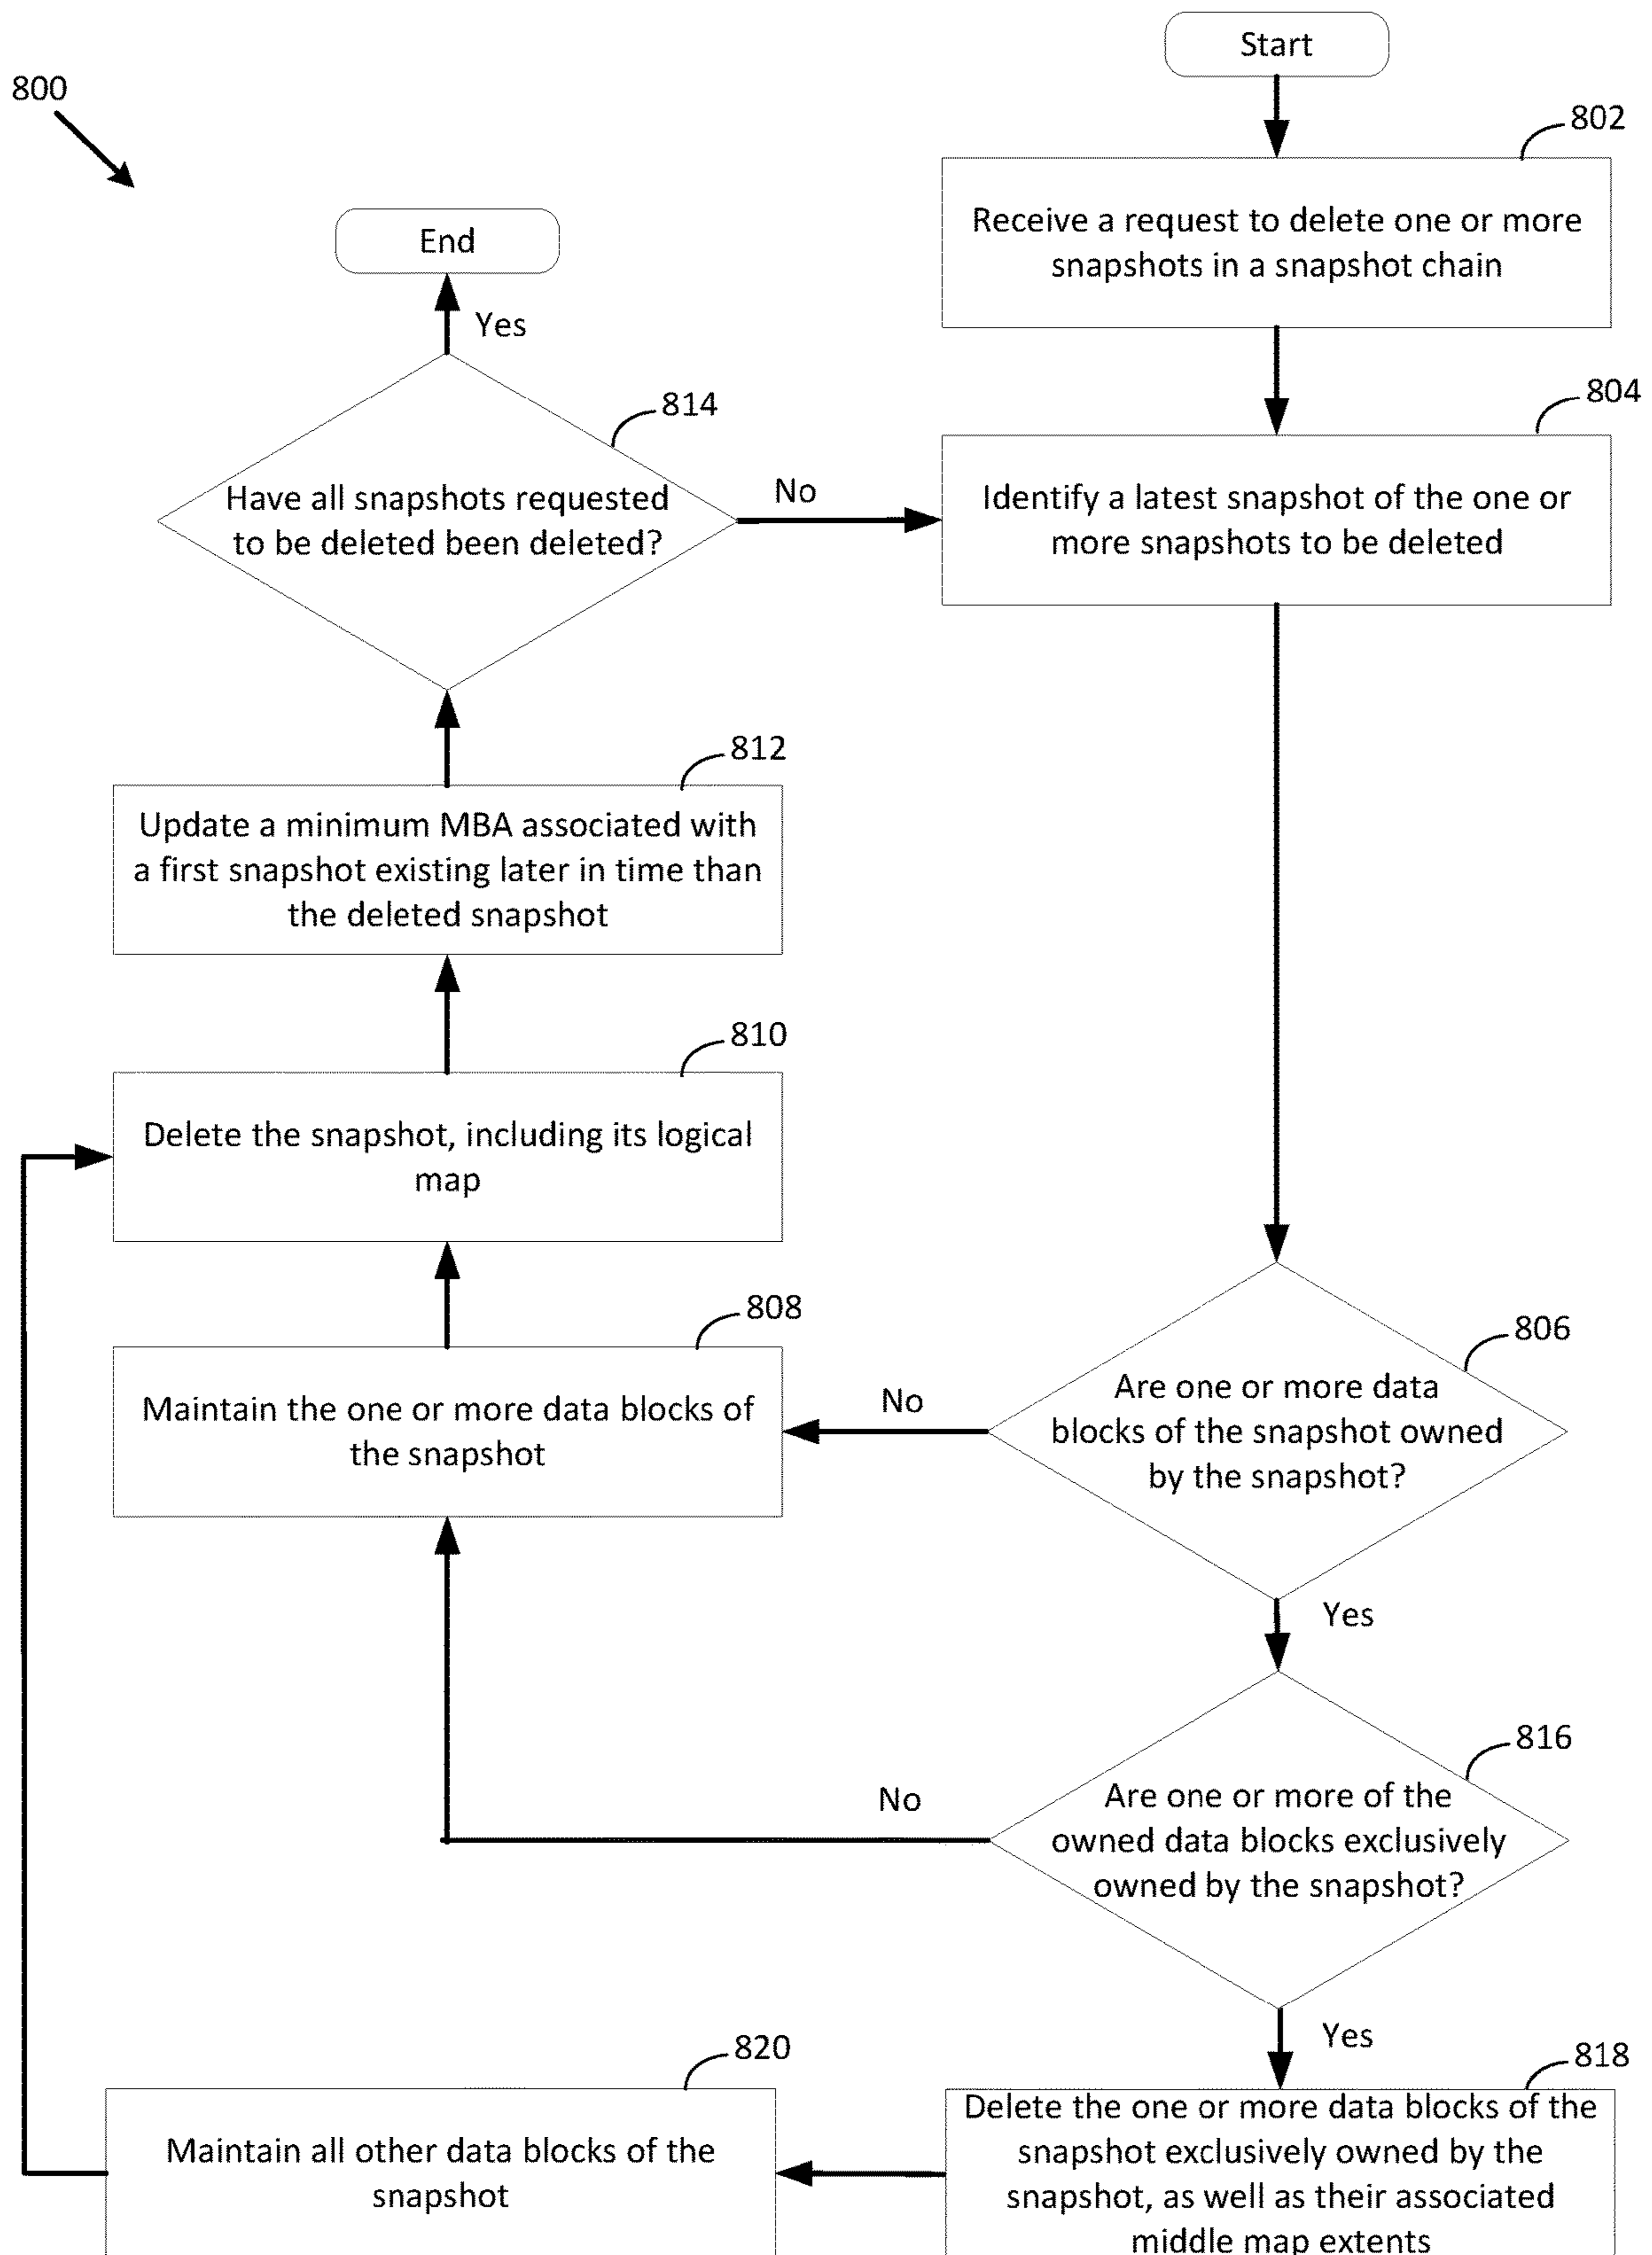 Start
800
802
Receive a request to delete one or more
snapshots in a snapshot chain
End
Yes
814
804
Have all snapshots requested
to be deleted been deleted?
No
Identify a latest snapshot of the one or
more snapshots to be deleted
812
Update a minimum MBA associated with
a first snapshot existing later in time than
the deleted snapshot
810
Delete the snapshot, including its logical
map
808
Maintain the one or more data blocks of
the snapshot
No
806
Are one or more data
blocks of the snapshot owned
by the snapshot?
Yes
816
Are one or more of the
owned data blocks exclusively
owned by the snapshot?
No
Yes
820
Maintain all other data blocks of the
snapshot
818
Delete the one or more data blocks of the
snapshot exclusively owned by the
snapshot, as well as their associated
middle map extents